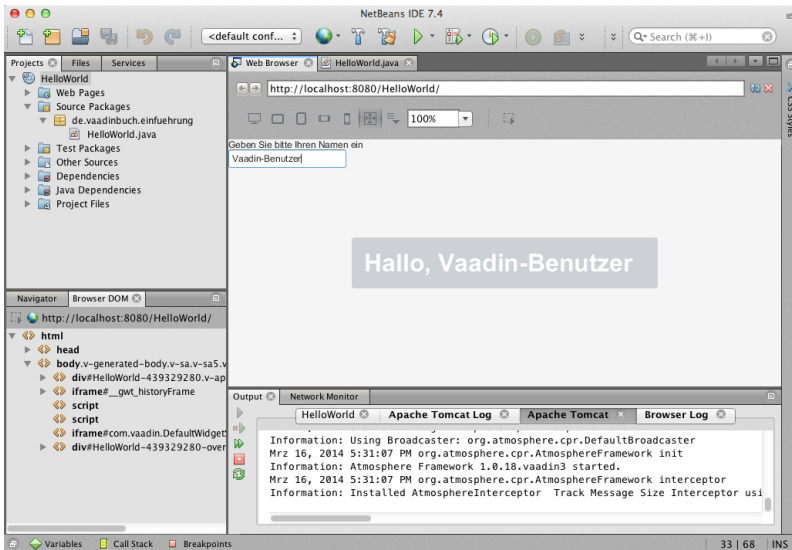 NetBeans IDE 7.4
<default conf...
Search (⌘+I)
Projects Files Services
HelloWorld
Web Pages
Source Packages
de.vaadinbuch.einfuehrung
HelloWorld.java
Test Packages
Other Sources
Dependencies
Java Dependencies
Project Files
Web Browser HelloWorld.java
http://localhost:8080/HelloWorld/
100%
Geben Sie bitte Ihren Namen ein
Vaadin-Benutzer
Hallo, Vaadin-Benutzer
CSS Styles
Navigator Browser DOM
http://localhost:8080/HelloWorld/
html
head
body.v-generated-body.v-sa.v-sa5.v
div#HelloWorld-439329280.v-ap
iframe#__gwt_historyFrame
script
script
iframe#com.vaadin.DefaultWidgetS
div#HelloWorld-439329280-over
Output Network Monitor
HelloWorld Apache Tomcat Log Apache Tomcat Browser Log
Information: Using Broadcaster: org.atmosphere.cpr.DefaultBroadcaster
Mrz 16, 2014 5:31:07 PM org.atmosphere.cpr.AtmosphereFramework init
Information: Atmosphere Framework 1.0.18.vaadin3 started.
Mrz 16, 2014 5:31:07 PM org.atmosphere.cpr.AtmosphereFramework interceptor
Information: Installed AtmosphereInterceptor Track Message Size Interceptor usi
Variables Call Stack Breakpoints 33 | 68 INS